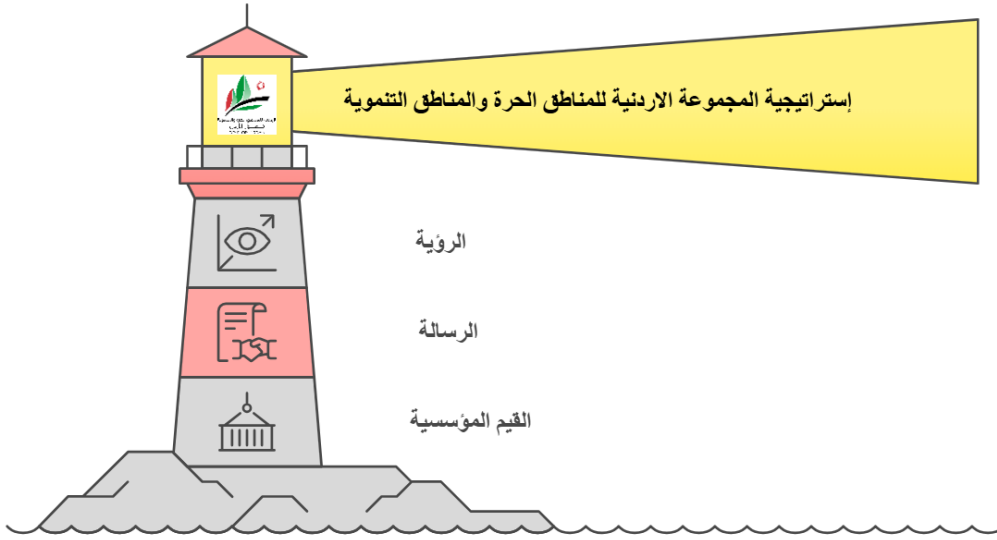 إستراتيجية المجموعة الاردنية للمناطق الحرة والمناطق التنموية
الرؤية
الرسالة
القيم المؤسسية